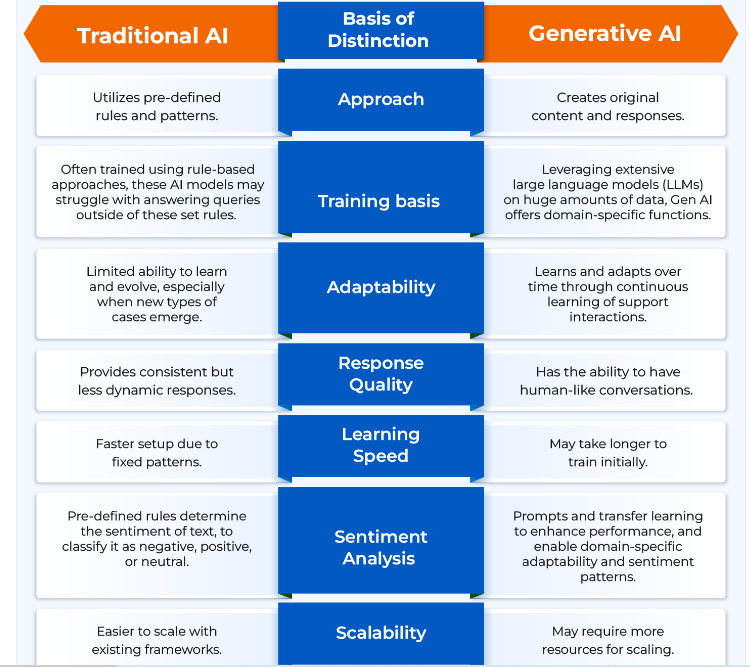 Traditional AI
Basis of
Distinction
Generative AI
Utilizes pre-defined
rules and patterns.
Approach
Creates original
content and responses.
Often trained using rule-based
approaches, these AI models may
struggle with answering queries
outside of these set rules.
Training basis
Leveraging extensive
large language models (LLMs)
on huge amounts of data, Gen AI
offers domain-specific functions.
Limited ability to learn
and evolve, especially
when new types of
cases emerge.
Adaptability
Learns and adapts over
time through continuous
learning of support
interactions.
Provides consistent but
less dynamic responses.
Response
Quality
Has the ability to have
human-like conversations.
Faster setup due to
fixed patterns.
Learning
Speed
May take longer to
train initially.
Pre-defined rules determine
the sentiment of text, to
classify it as negative, positive,
or neutral.
Sentiment
Analysis
Prompts and transfer learning
to enhance performance, and
enable domain-specific
adaptability and sentiment
patterns.
Easier to scale with
existing frameworks.
Scalability
May require more
resources for scaling.